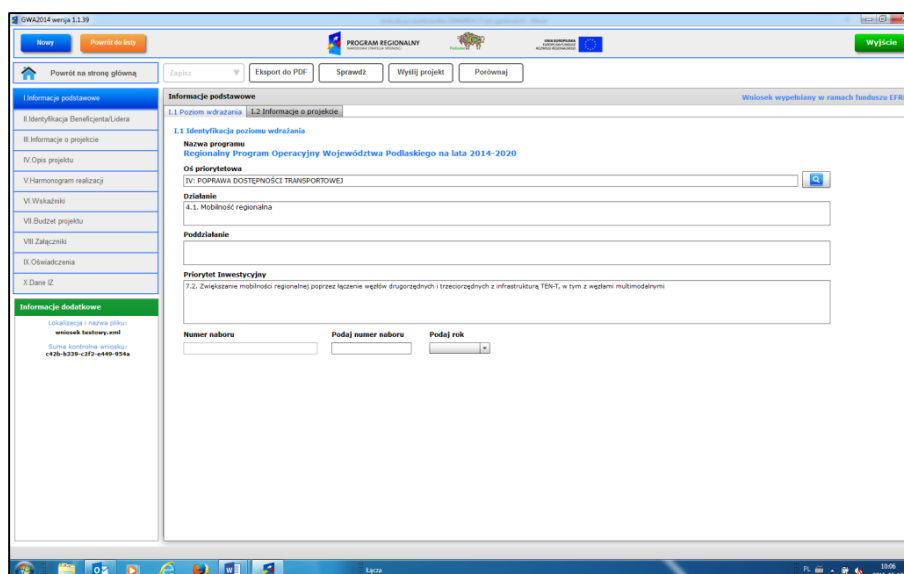 GWA2014 wersja 1.1.39
Nowy
Powrót do listy
PROGRAM REGIONALNY
NARODOWA STRATEGIA SPÓJNOŚCI
UNIA EUROPEJSKA
Wyjście
Powrót na stronę główną
Zapisz
Eksport do PDF
Sprawdź
Wyślij projekt
Porównaj
I.Informacje podstawowe
II.Identyfikacja Beneficjenta/Lidera
III.Informacje o projekcie
IV.Opis projektu
V.Harmonogram realizacji
VI.Wskaźniki
VII.Budżet projektu
VIII.Załączniki
IX.Oświadczenia
X.Dane IZ
Informacje dodatkowe
Lokalizacja i nazwa pliku:
wniosek testowy.xml
Suma kontrolna wniosku:
c42b-b339-c2f2-e449-954a
Informacje podstawowe
Wniosek wypełniany w ramach funduszu EFR
I.1 Poziom wdrażania
I.2 Informacje o projekcie
I.1 Identyfikacja poziomu wdrażania
Nazwa programu
Regionalny Program Operacyjny Województwa Podlaskiego na lata 2014-2020
Oś priorytetowa
IV: POPRAWA DOSTĘPNOŚCI TRANSPORTOWEJ
Działanie
4.1. Mobilność regionalna
Poddziałanie
Priorytet Inwestycyjny
7.2. Zwiększanie mobilności regionalnej poprzez łączenie węzłów drugorzędnych i trzeciorzędnych z infrastrukturą TEN-T, w tym z węzłami multimodalnymi
Numer naboru
Podaj numer naboru
Podaj rok
Łącza
PL
10:06